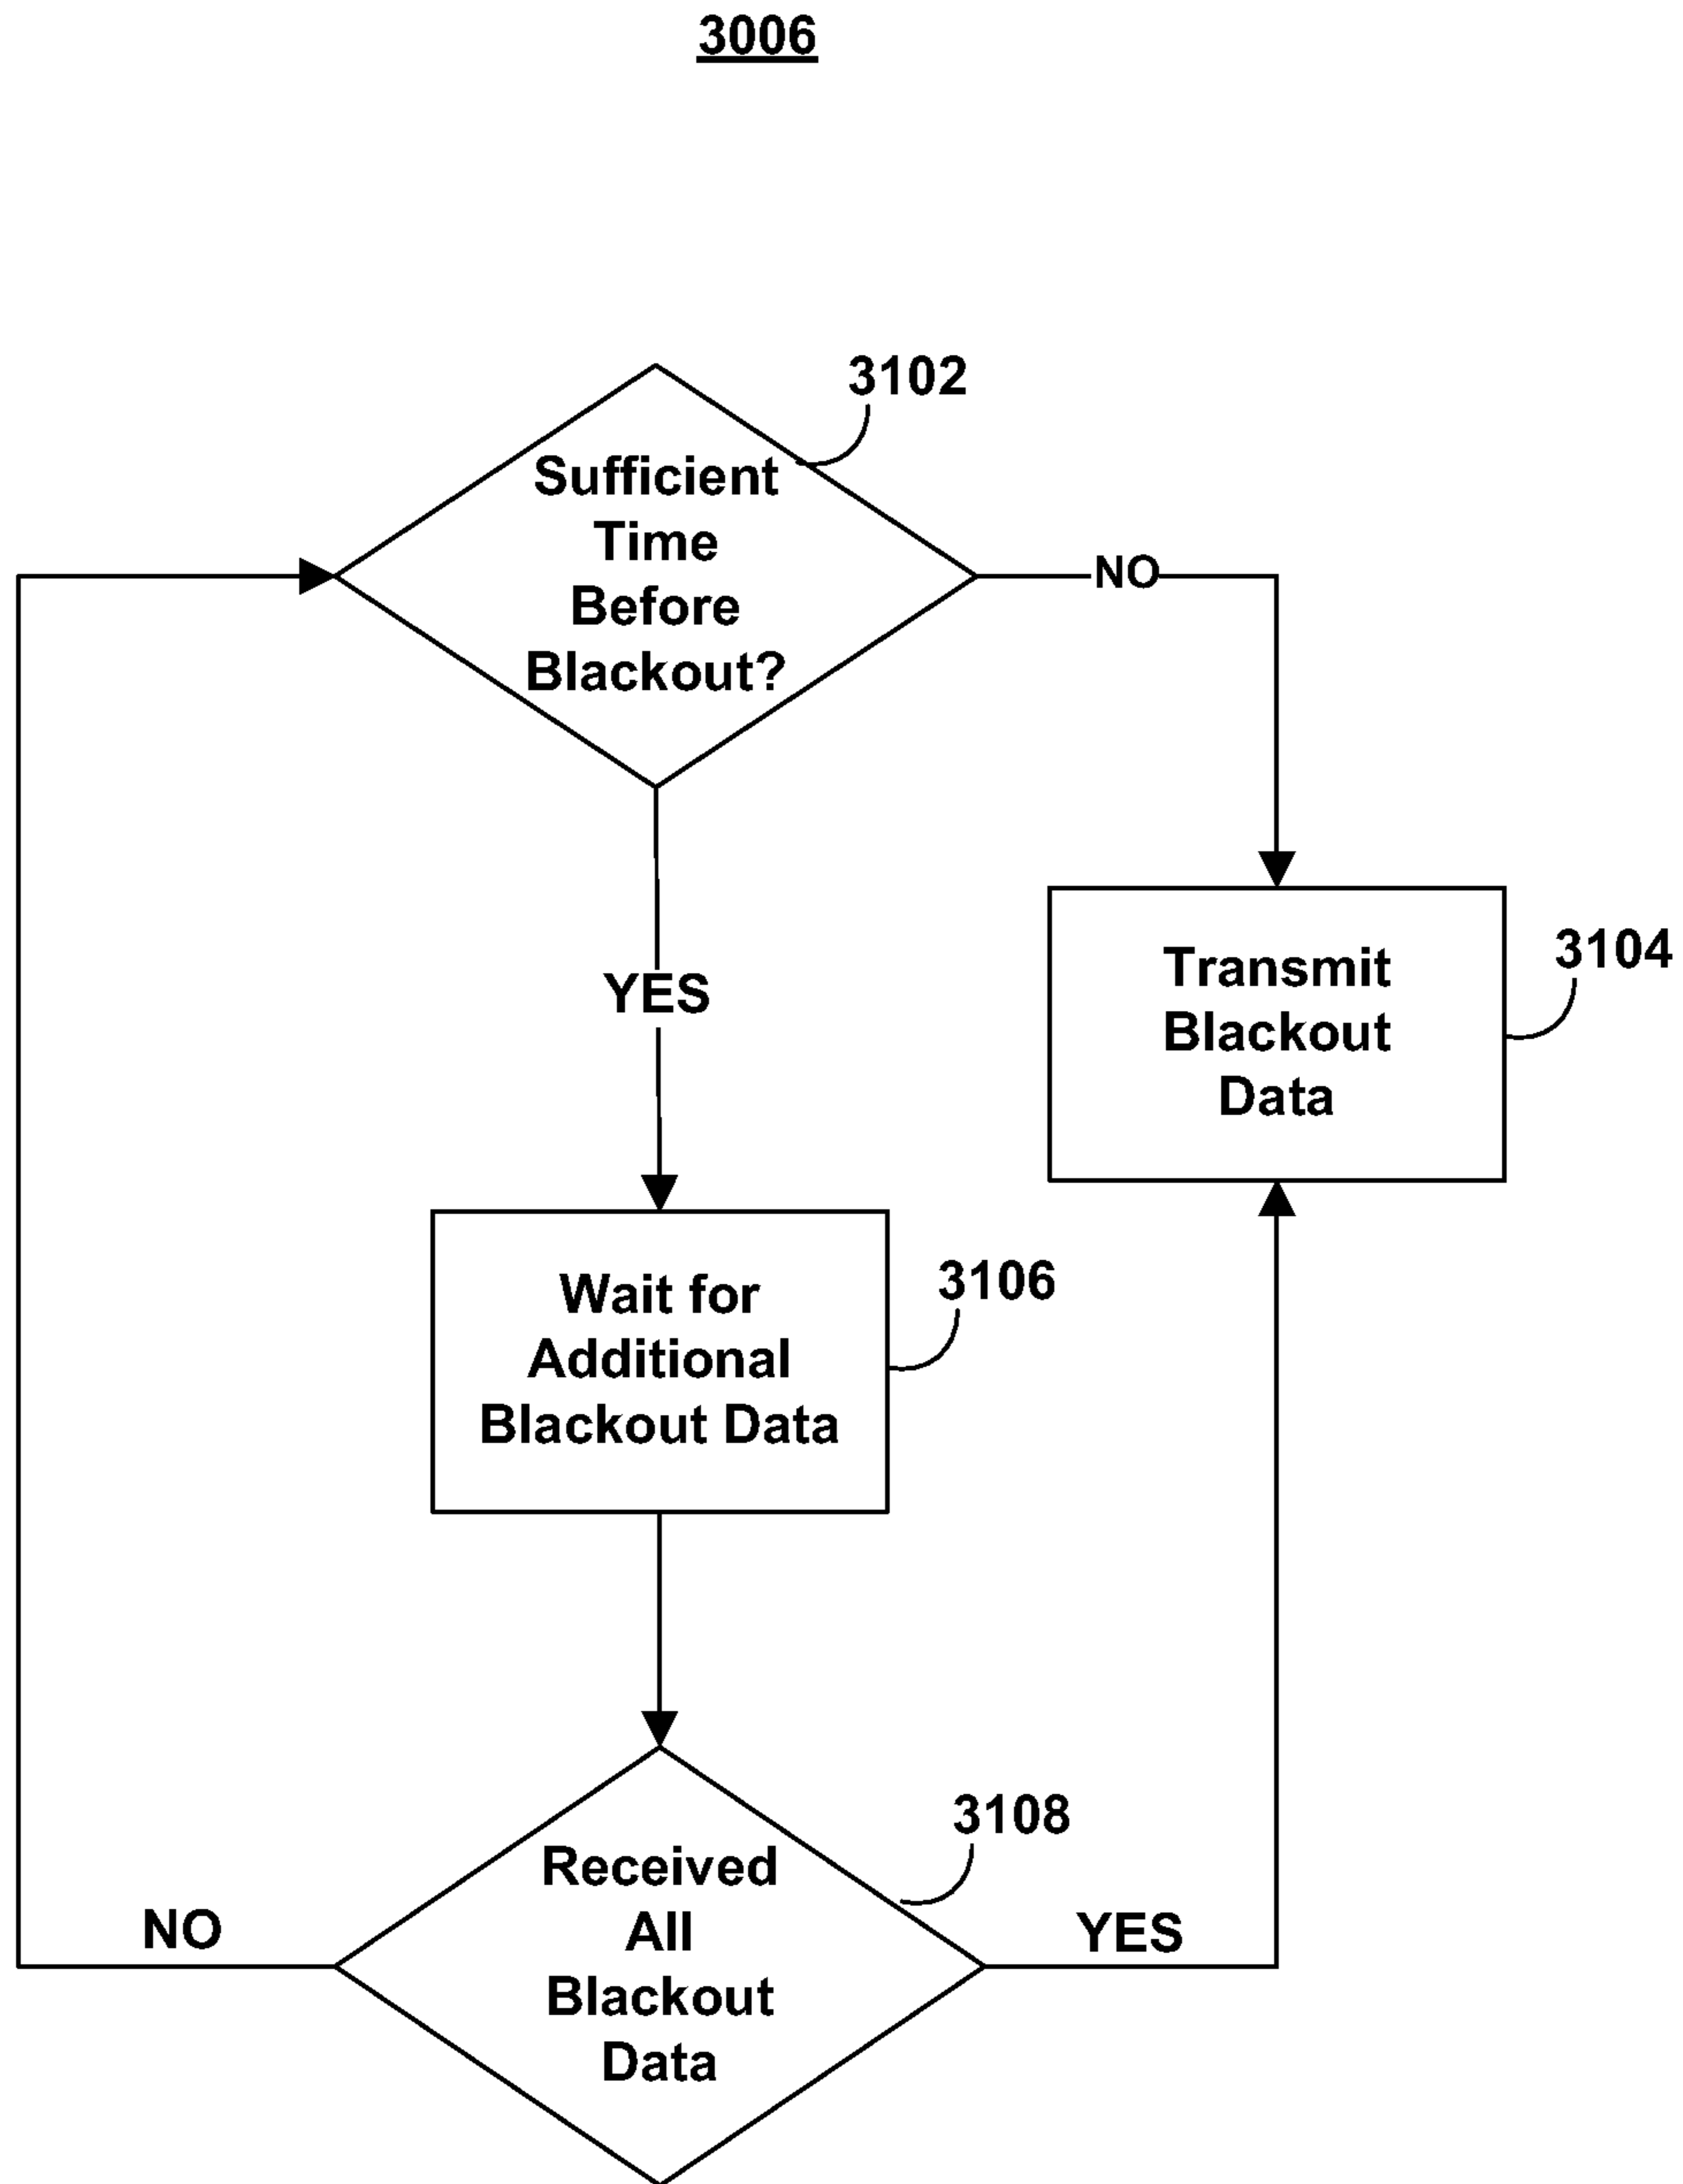 3006
3102
Sufficient
Time
Before
Blackout?
NO
YES
3104
Transmit
Blackout
Data
3106
Wait for
Additional
Blackout Data
3108
Received
All
Blackout
Data
NO
YES